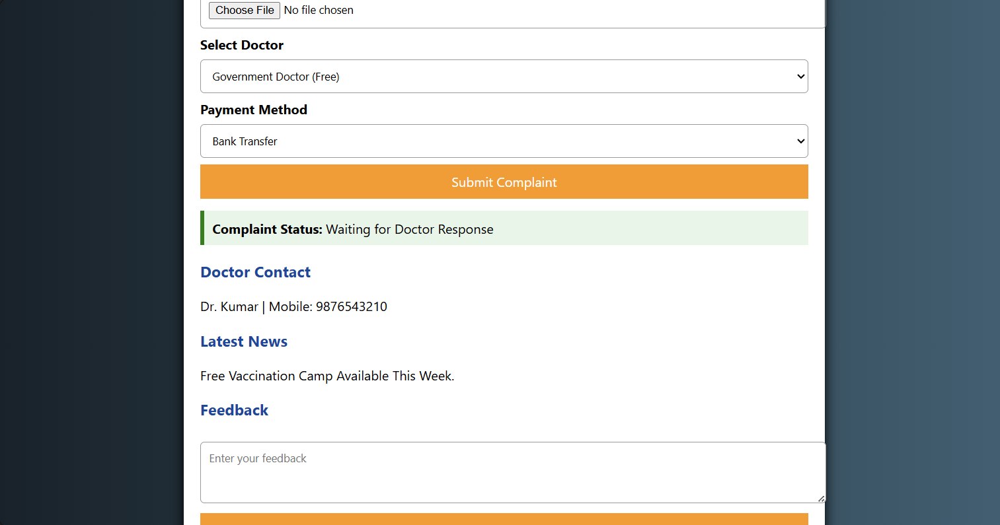 Choose File No file chosen
Select Doctor
Government Doctor (Free)
Payment Method
Bank Transfer
Submit Complaint
Complaint Status: Waiting for Doctor Response
Doctor Contact
Dr. Kumar | Mobile: 9876543210
Latest News
Free Vaccination Camp Available This Week.
Feedback
Enter your feedback